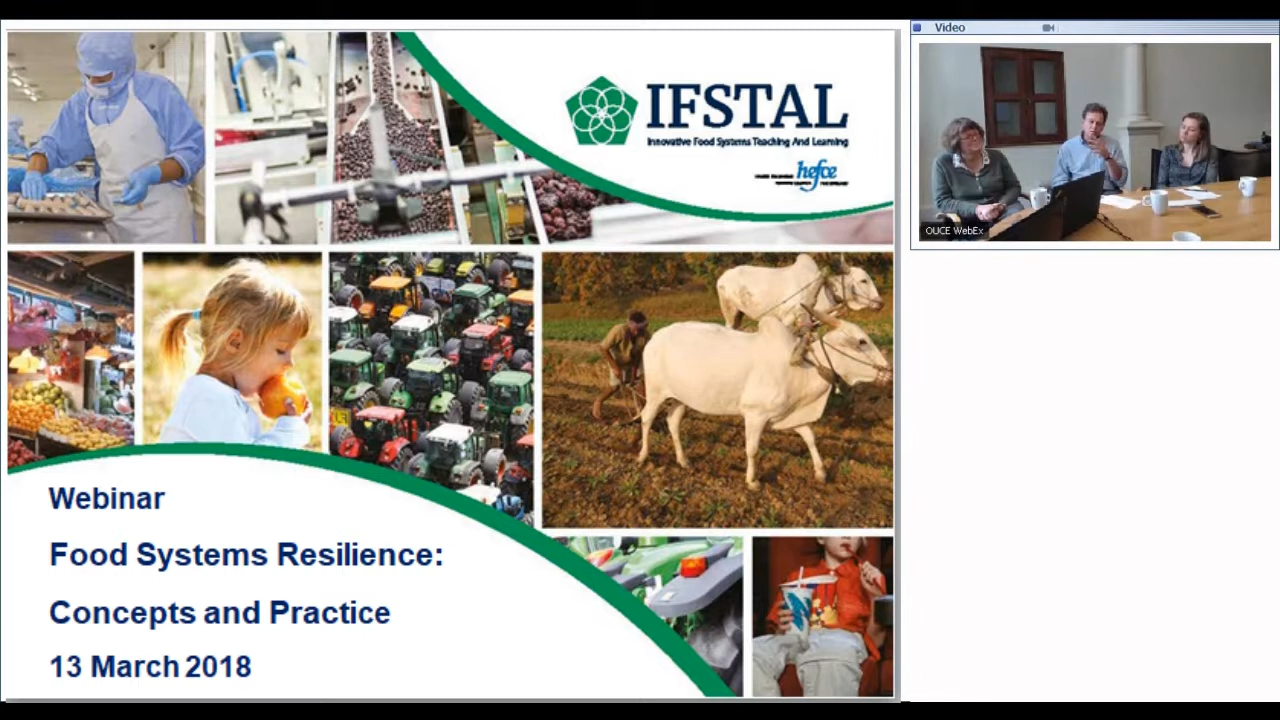 IFSTAL
Innovative Food Systems Teaching And Learning
hefce
Webinar
Food Systems Resilience:
Concepts and Practice
13 March 2018
Video
OUCE WebEx